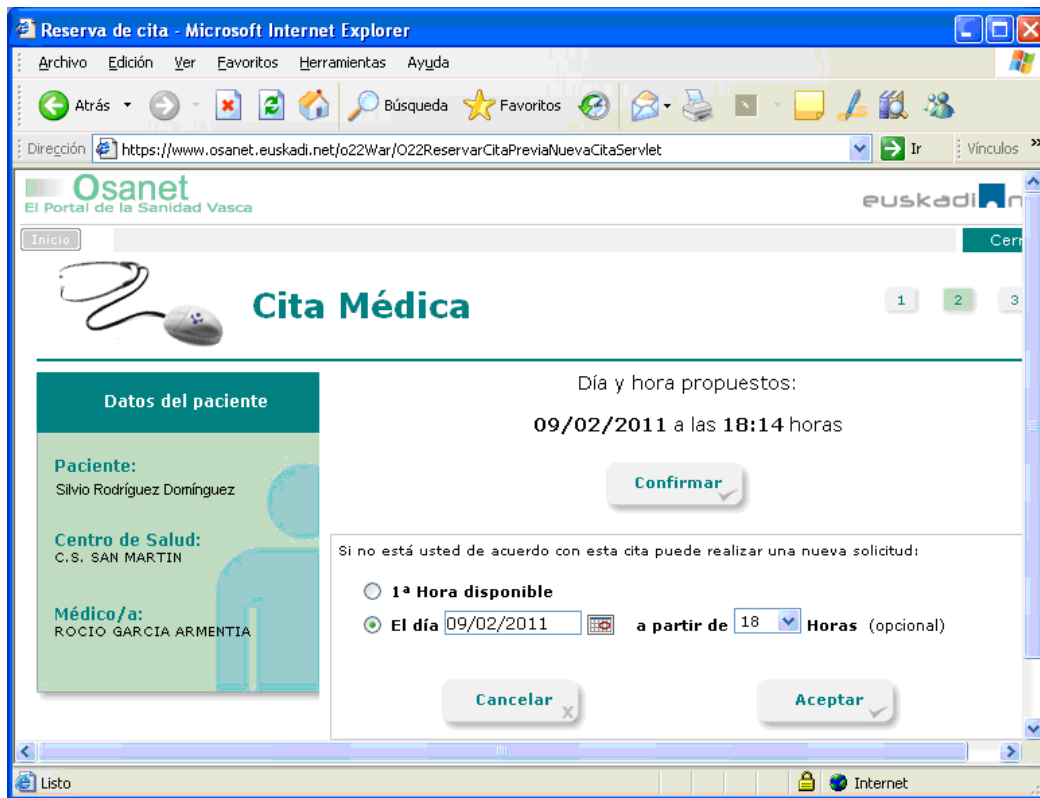 Reserva de cita - Microsoft Internet Explorer
Archivo Edición Ver Favoritos Herramientas Ayuda
Atrás Búsqueda Favoritos
Dirección https://www.osanet.euskadi.net/o22War/O22ReservarCitaPreviaNuevaCitaServlet Ir Vínculos »
Osanet
El Portal de la Sanidad Vasca
euskadi n
Inicio
Cerr
Cita Médica
1 2 3
Datos del paciente
Paciente:
Silvio Rodríguez Domínguez
Centro de Salud:
C.S. SAN MARTIN
Médico/a:
ROCIO GARCIA ARMENTIA
Día y hora propuestos:
09/02/2011 a las 18:14 horas
Confirmar
Si no está usted de acuerdo con esta cita puede realizar una nueva solicitud:
1ª Hora disponible
El día 09/02/2011 a partir de 18 Horas (opcional)
Cancelar Aceptar
Listo Internet